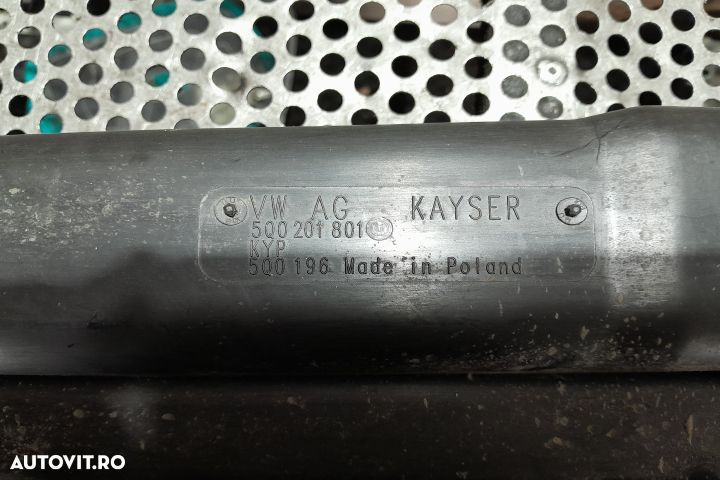 VW AG KAYSER
5Q0 201 801
KYP
5Q0 196 Made in Poland
AUTOVIT.RO